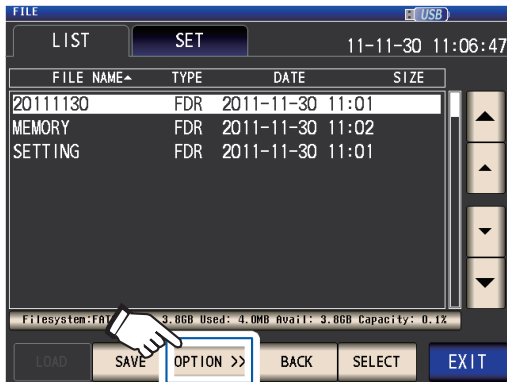 FILE USB
LIST SET 11-11-30 11:06:47
FILE NAME TYPE DATE SIZE
20111130 FDR 2011-11-30 11:01
MEMORY FDR 2011-11-30 11:02
SETTING FDR 2011-11-30 11:01
Filesystem:FAT 3.8GB Used: 4.0MB Avail: 3.8GB Capacity: 0.1%
LOAD SAVE OPTION >> BACK SELECT EXIT